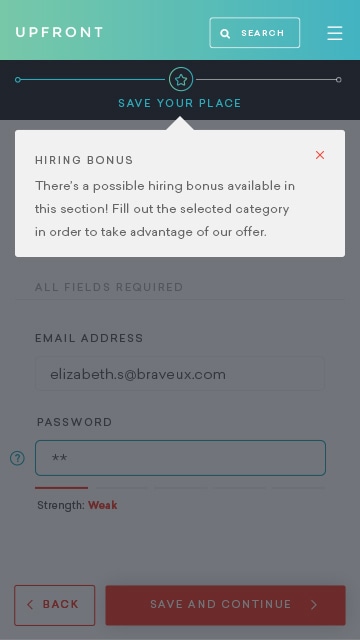 UPFRONT
SEARCH
SAVE YOUR PLACE
HIRING BONUS
There's a possible hiring bonus available in
this section! Fill out the selected category
in order to take advantage of our offer.
ALL FIELDS REQUIRED
EMAIL ADDRESS
elizabeth.s@braveux.com
PASSWORD
?
**
Strength: Weak
BACK
SAVE AND CONTINUE